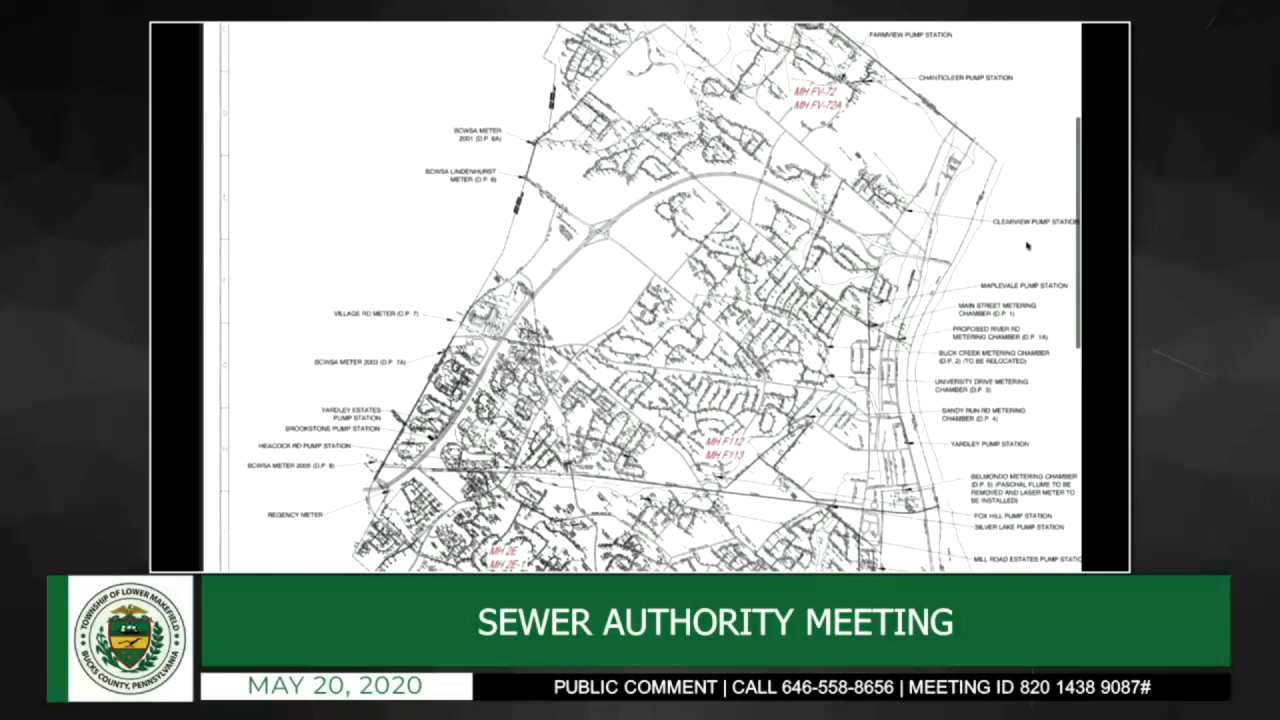 FARMVIEW PUMP STATION
CHANTICLEER PUMP STATION
MH FV-72
MH FV-72A
BCWSA METER
2001 (D.P. 6A)
BCWSA LINDENHURST
METER (D.P. 6)
CLEARVIEW PUMP STATION
MAPLEVALE PUMP STATION
MAIN STREET METERING
CHAMBER (D.P. 1)
VILLAGE RD METER (D.P. 7)
PROPOSED RIVER RD
METERING CHAMBER (D.P. 1A)
BUCK CREEK METERING CHAMBER
(D.P. 2) (TO BE RELOCATED)
BCWSA METER 2003 (D.P. 7A)
UNIVERSITY DRIVE METERING
CHAMBER (D.P. 3)
YARDLEY ESTATES
PUMP STATION
SANDY RUN RD METERING
CHAMBER (D.P. 4)
BROOKSTONE PUMP STATION
HEACOCK RD PUMP STATION
YARDLEY PUMP STATION
MH F112
MH F113
BCWSA METER 2005 (D.P. 8)
BELMONDO METERING CHAMBER
(D.P. 5) (PASCHAL FLUME TO BE
REMOVED AND LASER METER TO
BE INSTALLED)
REGENCY METER
FOX HILL PUMP STATION
SILVER LAKE PUMP STATION
MH 2E
MH 2E-1
MILL ROAD ESTATES PUMP STATIO
TOWNSHIP OF LOWER MAKEFIELD
BUCKS COUNTY, PENNSYLVANIA
SEWER AUTHORITY MEETING
MAY 20, 2020
PUBLIC COMMENT | CALL 646-558-8656 | MEETING ID 820 1438 9087#